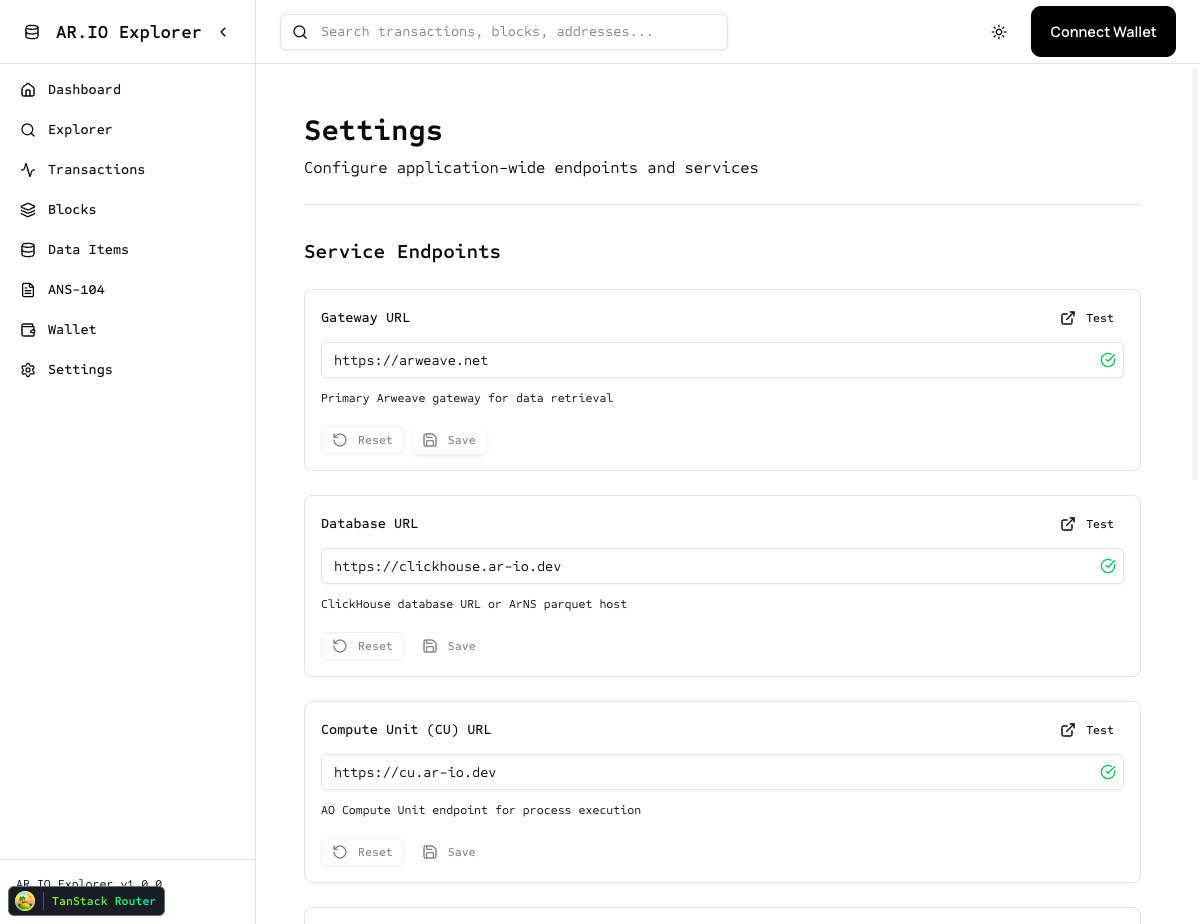 AR.IO Explorer
Search transactions, blocks, addresses...
Connect Wallet
Dashboard
Explorer
Transactions
Blocks
Data Items
ANS-104
Wallet
Settings
AR.IO Explorer v1.0.0
TanStack Router
Settings
Configure application-wide endpoints and services
Service Endpoints
Gateway URL
Test
https://arweave.net
Primary Arweave gateway for data retrieval
Reset
Save
Database URL
Test
https://clickhouse.ar-io.dev
ClickHouse database URL or ArNS parquet host
Reset
Save
Compute Unit (CU) URL
Test
https://cu.ar-io.dev
AO Compute Unit endpoint for process execution
Reset
Save